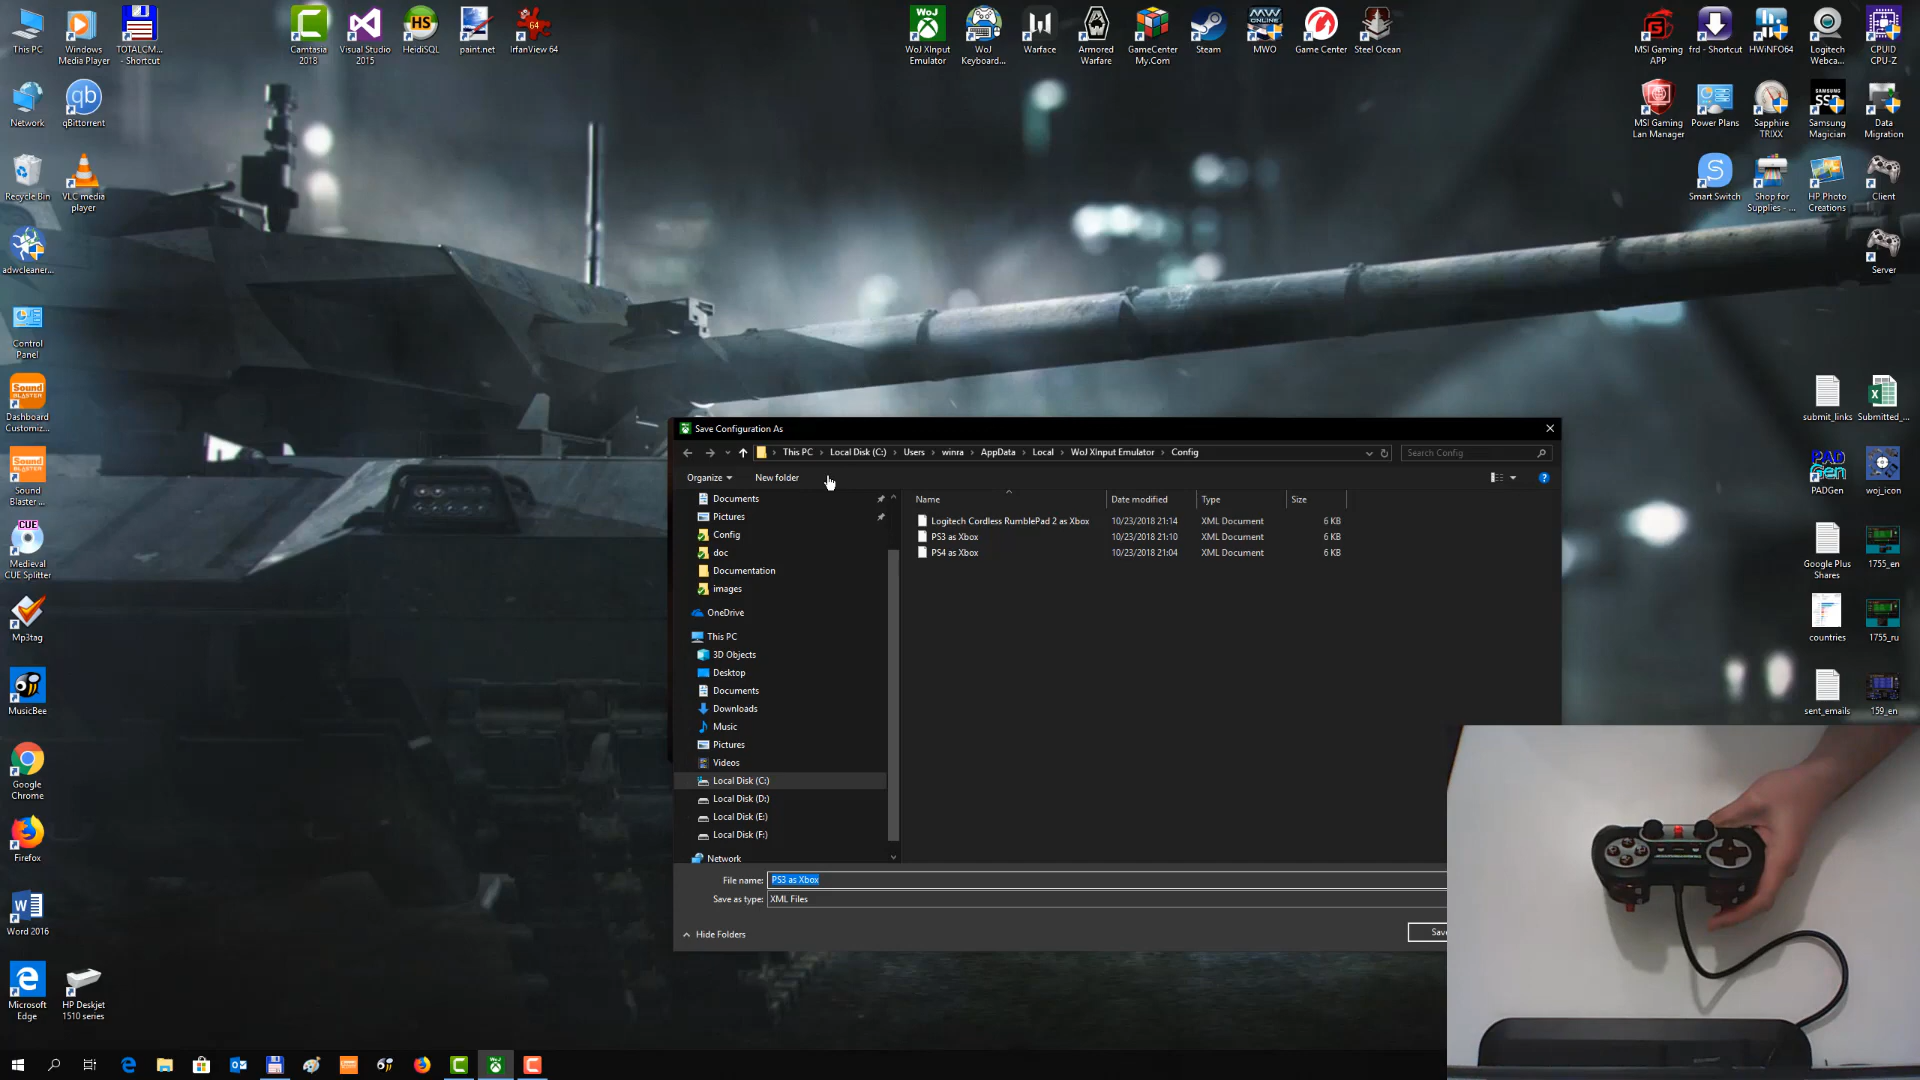 This PC
Windows Media Player
TOTALCM... - Shortcut
Camtasia 2018
Visual Studio 2015
HeidiSQL
paint.net
IrfanView 64
WoJ XInput Emulator
WoJ Keyboard...
Warface
Armored Warfare
GameCenter My.Com
Steam
MWO
Game Center
Steel Ocean
MSI Gaming APP
frd - Shortcut
HWiNFO64
Logitech Webca...
CPUID CPU-Z
Network
qBittorrent
MSI Gaming Lan Manager
Power Plans
Sapphire TRIXX
Samsung Magician
Data Migration
Recycle Bin
VLC media player
Smart Switch
Shop for Supplies - ...
HP Photo Creations
Client
adwcleaner...
Server
Control Panel
Dashboard Customiz...
submit_links
Submitted_...
Save Configuration As
This PC > Local Disk (C:) > Users > winra > AppData > Local > WoJ XInput Emulator > Config
Search Config
Organize
New folder
Sound Blaster ...
PADGen
woj_icon
Documents
Pictures
Config
doc
Documentation
images
OneDrive
This PC
3D Objects
Desktop
Documents
Downloads
Music
Pictures
Videos
Local Disk (C:)
Local Disk (D:)
Local Disk (E:)
Local Disk (F:)
Network
Name Date modified Type Size
Logitech Cordless RumblePad 2 as Xbox 10/23/2018 21:14 XML Document 6 KB
PS3 as Xbox 10/23/2018 21:10 XML Document 6 KB
PS4 as Xbox 10/23/2018 21:04 XML Document 6 KB
File name: PS3 as Xbox
Save as type: XML Files
Hide Folders
Save
Medieval CUE Splitter
Google Plus Shares
1755_en
Mp3tag
countries
1755_ru
MusicBee
sent_emails
159_en
Google Chrome
Firefox
Word 2016
Microsoft Edge
HP Deskjet 1510 series